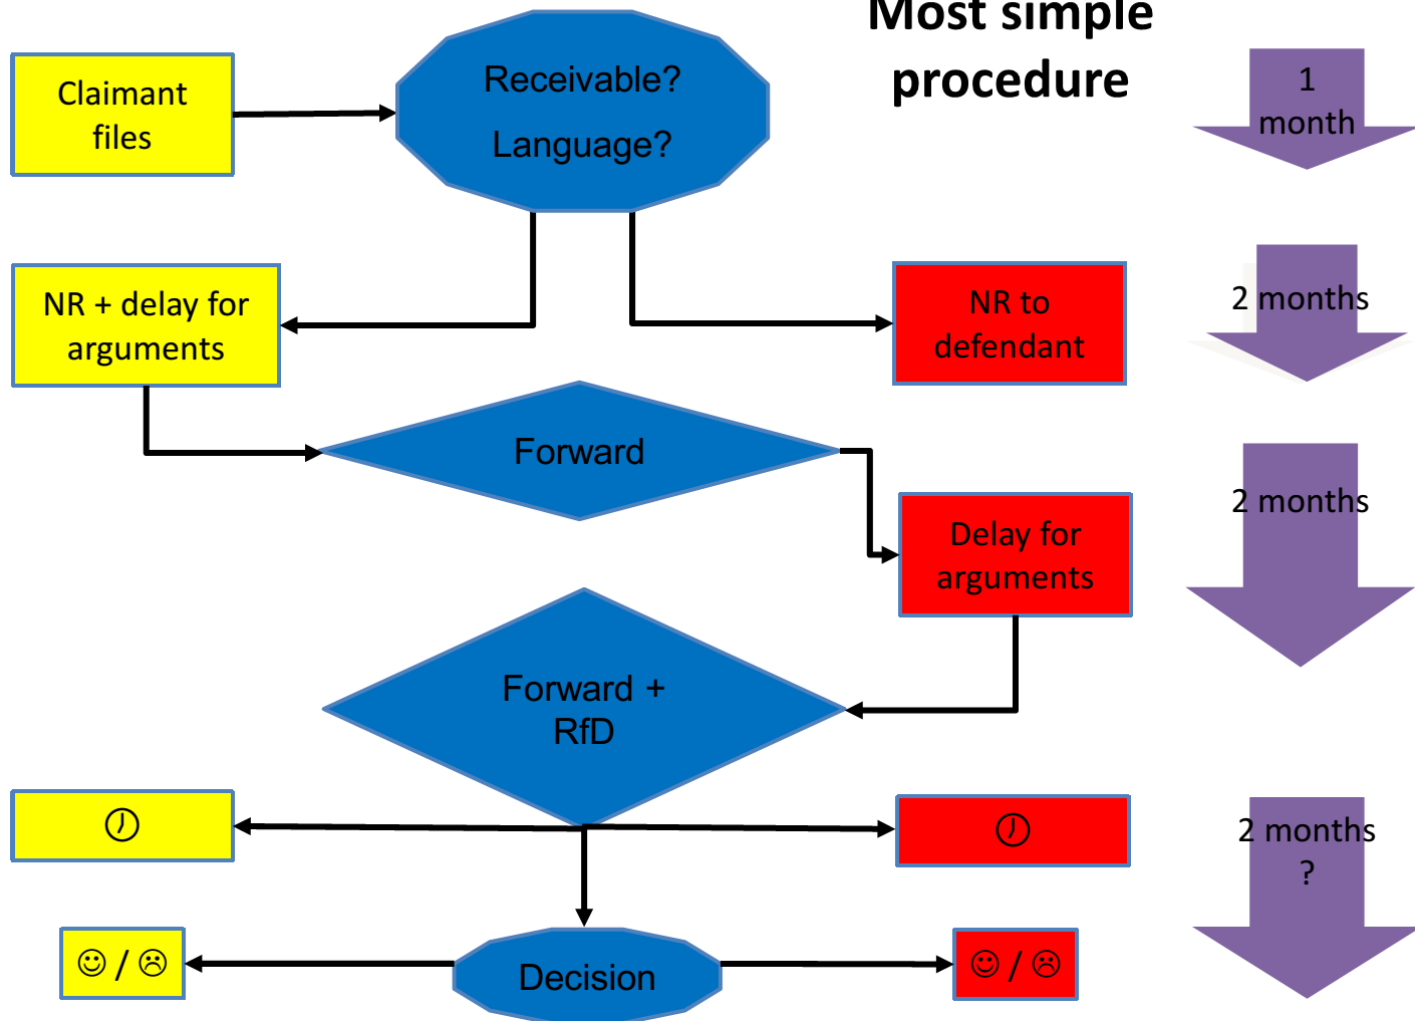 Most simple
procedure
Claimant
files
Receivable?
Language?
1
month
NR + delay for
arguments
NR to
defendant
2 months
Forward
Delay for
arguments
2 months
Forward +
RfD
2 months
?
☺ / ☹
Decision
☺ / ☹